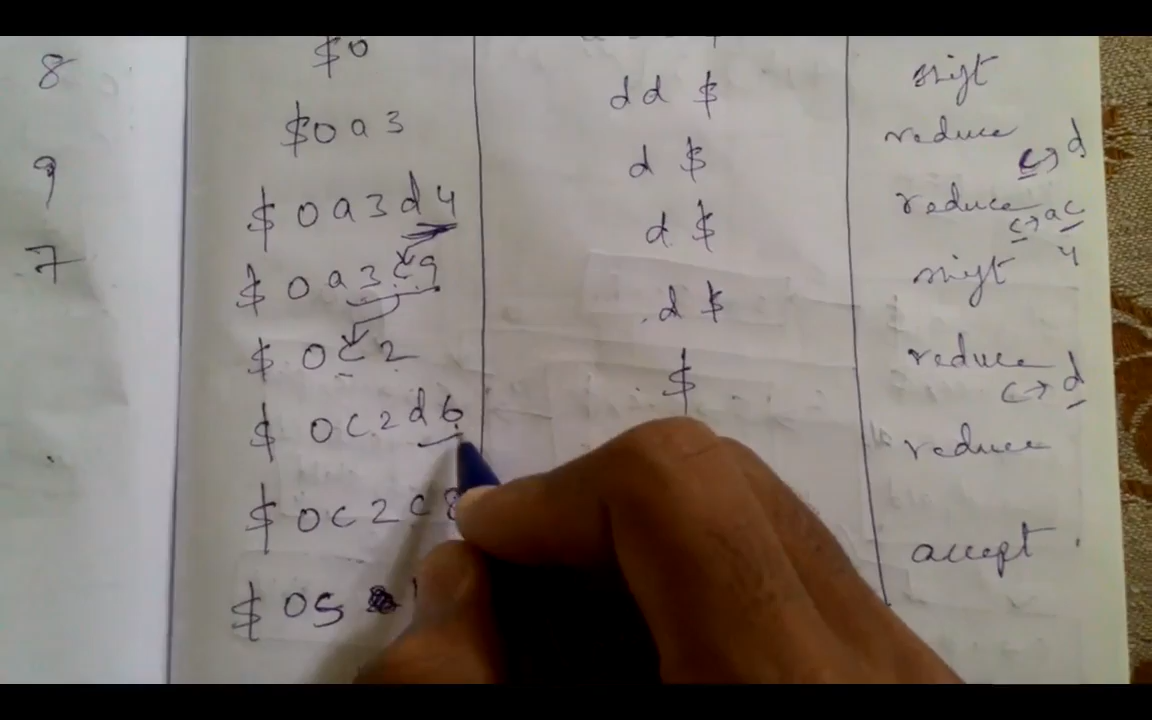 8
9
7
$0
$0a3
$0a3d4
$0a3c9
$0c2
$0c2d6
$0c2c8
$0S
dd $
d $
d $
d $
$
shift
reduce
c→d
reduce
c→ac
4
shift
reduce
c→d
reduce
accept